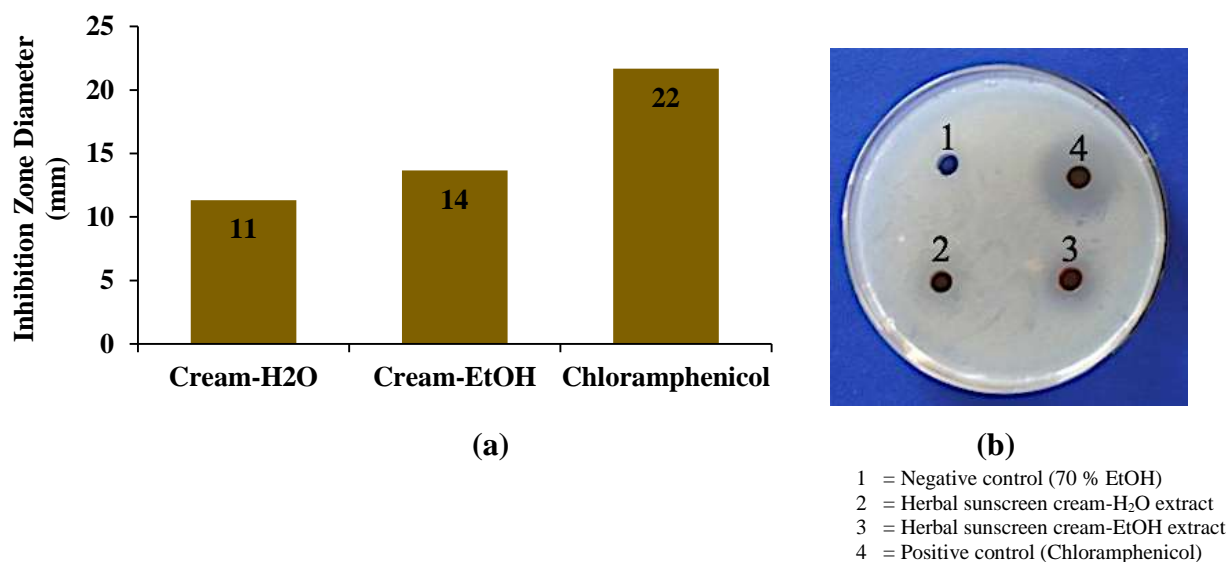 Inhibition Zone Diameter
(mm)
25
20
15
10
5
0
11
14
22
Cream-H2O
Cream-EtOH
Chloramphenicol
(a)
1
4
2
3
(b)
1 = Negative control (70 % EtOH)
2 = Herbal sunscreen cream-H₂O extract
3 = Herbal sunscreen cream-EtOH extract
4 = Positive control (Chloramphenicol)